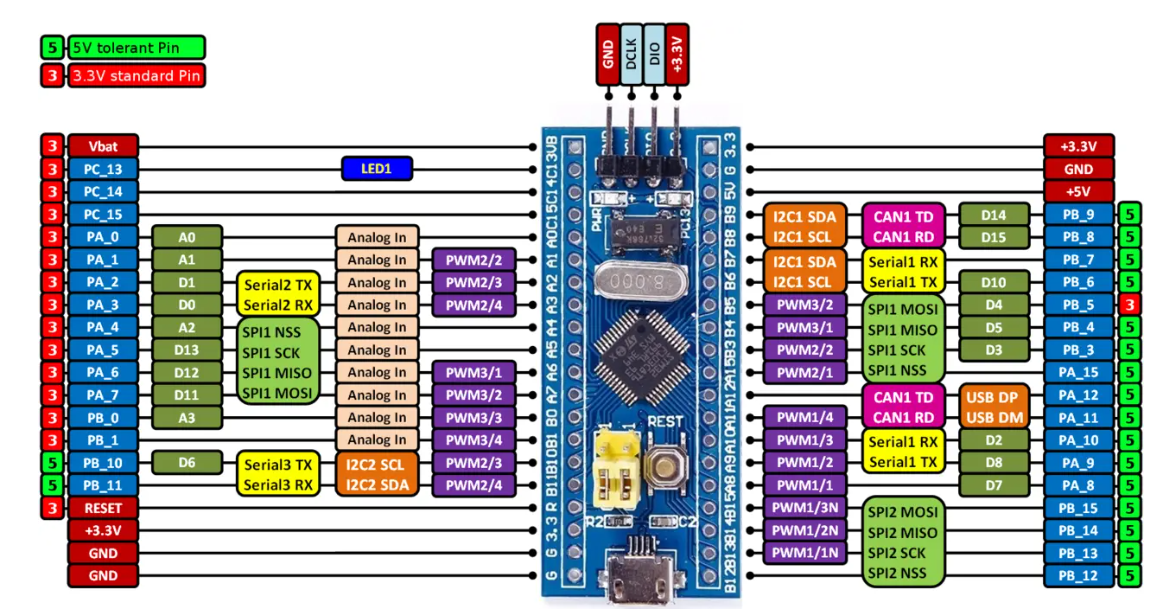 GND DCLK DIO +3.3V
5 5V tolerant Pin
3 3.3V standard Pin
3 Vbat
3 PC_13 LED1
3 PC_14
3 PC_15
3 PA_0 A0 Analog In
3 PA_1 A1 Analog In PWM2/2
3 PA_2 D1 Serial2 TX Analog In PWM2/3
3 PA_3 D0 Serial2 RX Analog In PWM2/4
3 PA_4 A2 SPI1 NSS Analog In
3 PA_5 D13 SPI1 SCK Analog In
3 PA_6 D12 SPI1 MISO Analog In PWM3/1
3 PA_7 D11 SPI1 MOSI Analog In PWM3/2
3 PB_0 A3 Analog In PWM3/3
3 PB_1 Analog In PWM3/4
5 PB_10 D6 Serial3 TX I2C2 SCL PWM2/3
5 PB_11 Serial3 RX I2C2 SDA PWM2/4
3 RESET
+3.3V
GND
GND
VB
C13
C14
C15
A0
A1
A2
A3
A4
A5
A6
A7
B0
B1
B10
B11
R
3.3
G
G
PWR
+
+
PC13
8.000
REST
1 1
R2
C2
3.3
G
5V
B9
B8
B7
B6
B5
B4
B3
A15
A12
A11
A10
A9
A8
B15
B14
B13
B12
+3.3V
GND
+5V
I2C1 SDA CAN1 TD D14 PB_9 5
I2C1 SCL CAN1 RD D15 PB_8 5
I2C1 SDA Serial1 RX PB_7 5
I2C1 SCL Serial1 TX D10 PB_6 5
PWM3/2 SPI1 MOSI D4 PB_5 3
PWM3/1 SPI1 MISO D5 PB_4 5
PWM2/2 SPI1 SCK D3 PB_3 5
PWM2/1 SPI1 NSS PA_15 5
CAN1 TD USB DP PA_12 5
PWM1/4 CAN1 RD USB DM PA_11 5
PWM1/3 Serial1 RX D2 PA_10 5
PWM1/2 Serial1 TX D8 PA_9 5
PWM1/1 D7 PA_8 5
PWM1/3N SPI2 MOSI PB_15 5
PWM1/2N SPI2 MISO PB_14 5
PWM1/1N SPI2 SCK PB_13 5
SPI2 NSS PB_12 5